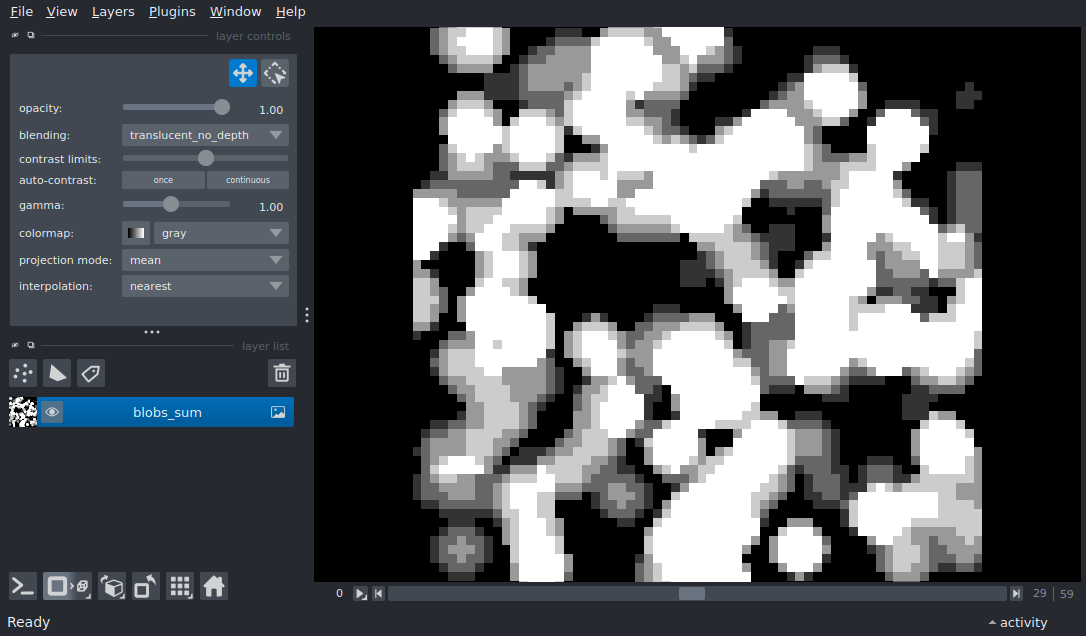 File View Layers Plugins Window Help
layer controls
opacity: 1.00
blending: translucent_no_depth
contrast limits:
auto-contrast: once continuous
gamma: 1.00
colormap: gray
projection mode: mean
interpolation: nearest
layer list
blobs_sum
0 29 59
Ready activity